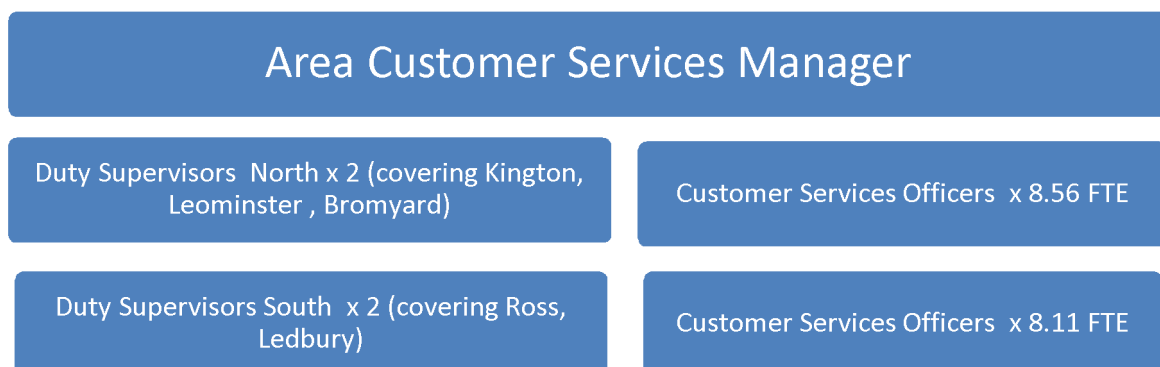 Area Customer Services Manager
Duty Supervisors North x 2 (covering Kington,
Leominster , Bromyard)
Customer Services Officers x 8.56 FTE
Duty Supervisors South x 2 (covering Ross,
Ledbury)
Customer Services Officers x 8.11 FTE